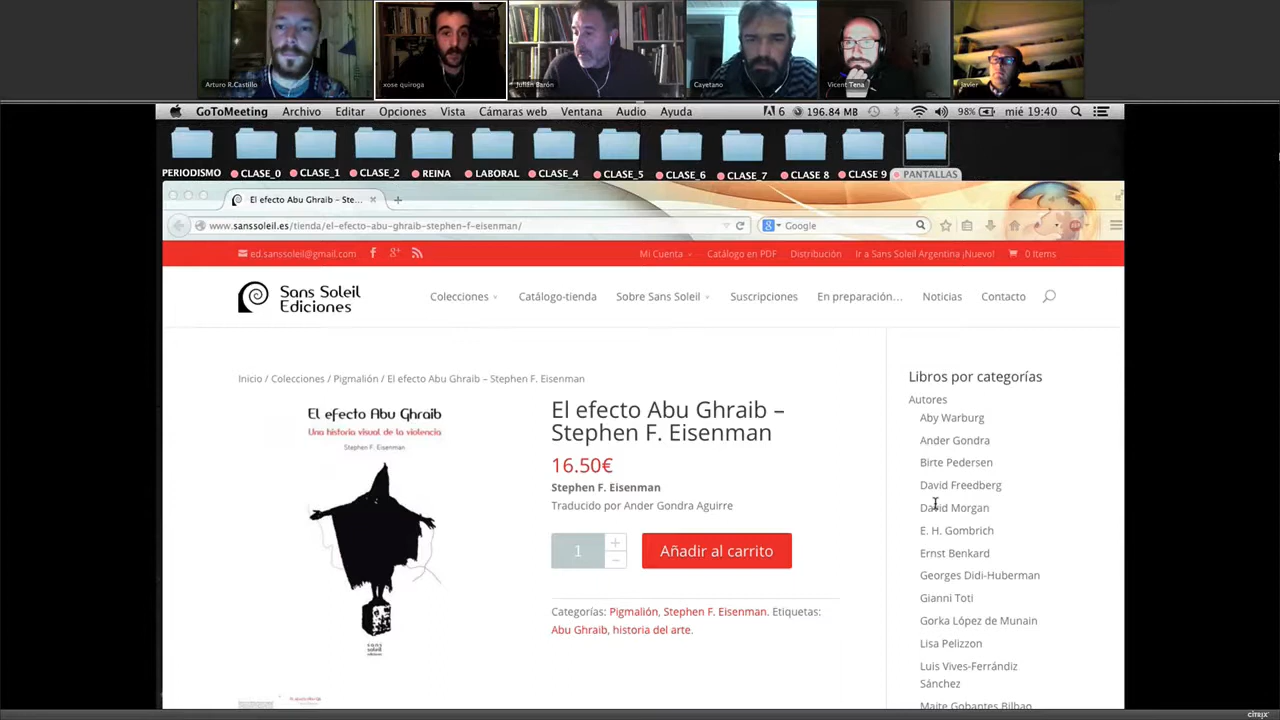 Arturo R.Castillo
xose quiroga
Julián Barón
Cayetano
Vicent Tena
Javier
GoToMeeting Archivo Editar Opciones Vista Cámaras web Ventana Audio Ayuda
6 196.84 MB 98% mié 19:40
PERIODISMO CLASE_0 CLASE_1 CLASE_2 REINA LABORAL CLASE_4 CLASE_5 CLASE_6 CLASE_7 CLASE 8 CLASE 9 PANTALLAS
El efecto Abu Ghraib – Ste...
www.sanssoleil.es/tienda/el-efecto-abu-ghraib-stephen-f-eisenman/
Google
ed.sanssoleil@gmail.com
Mi Cuenta Catálogo en PDF Distribución Ir a Sans Soleil Argentina ¡Nuevo! 0 Items
Sans Soleil
Ediciones
Colecciones Catálogo-tienda Sobre Sans Soleil Suscripciones En preparación... Noticias Contacto
Inicio / Colecciones / Pigmalión / El efecto Abu Ghraib – Stephen F. Eisenman
El efecto Abu Ghraib
Una historia visual de la violencia
Stephen F. Eisenman
sans
soleil
ediciones
El efecto Abu Ghraib –
Stephen F. Eisenman
16.50€
Stephen F. Eisenman
Traducido por Ander Gondra Aguirre
1
Añadir al carrito
Categorías: Pigmalión, Stephen F. Eisenman. Etiquetas:
Abu Ghraib, historia del arte.
Libros por categorías
Autores
Aby Warburg
Ander Gondra
Birte Pedersen
David Freedberg
David Morgan
E. H. Gombrich
Ernst Benkard
Georges Didi-Huberman
Gianni Toti
Gorka López de Munain
Lisa Pelizzon
Luis Vives-Ferrándiz
Sánchez
Maite Gobantes Bilbao
CITRIX